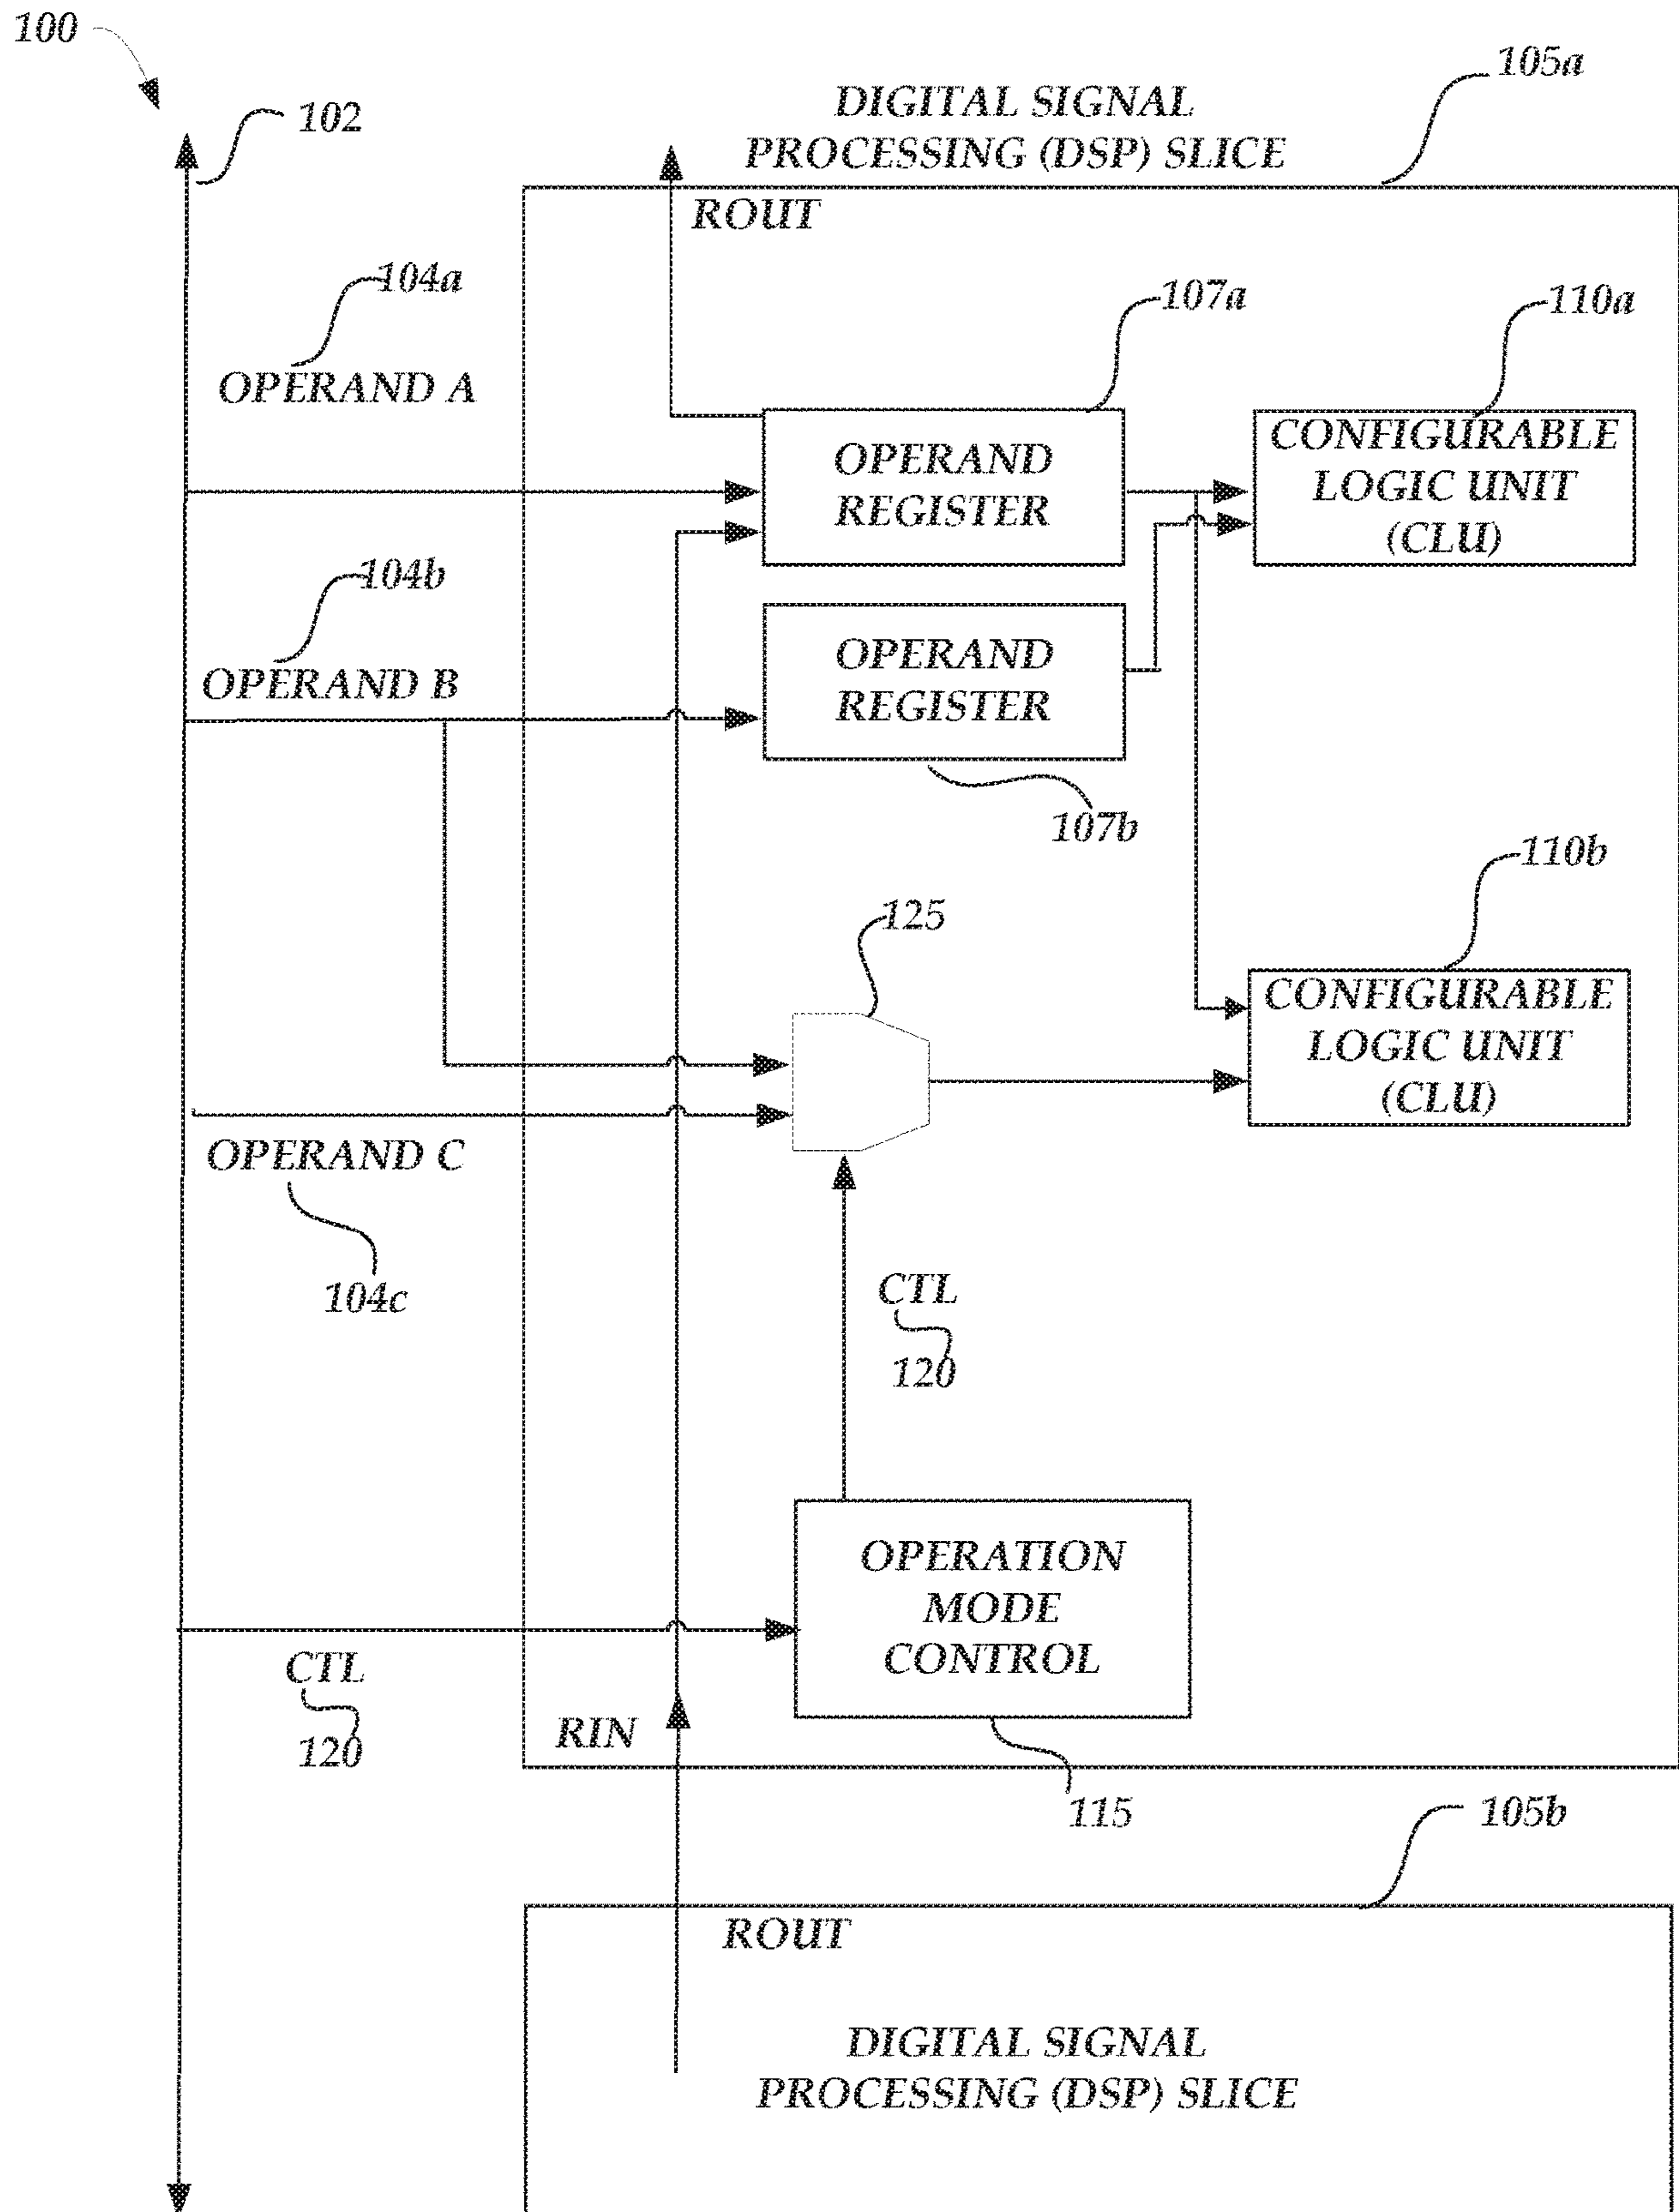 100
102
105a
DIGITAL SIGNAL
PROCESSING (DSP) SLICE
ROUT
104a
OPERAND A
107a
110a
OPERAND
REGISTER
CONFIGURABLE
LOGIC UNIT
(CLU)
104b
OPERAND B
OPERAND
REGISTER
107b
110b
125
CONFIGURABLE
LOGIC UNIT
(CLU)
OPERAND C
104c
CTL
120
OPERATION
MODE
CONTROL
CTL
120
RIN
115
105b
ROUT
DIGITAL SIGNAL
PROCESSING (DSP) SLICE